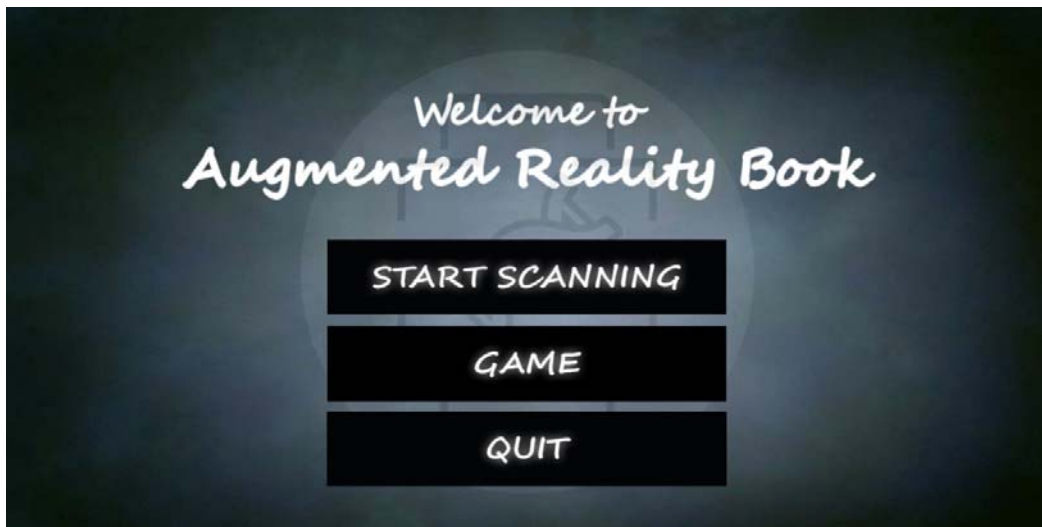 Welcome to
Augmented Reality Book
START SCANNING
GAME
QUIT